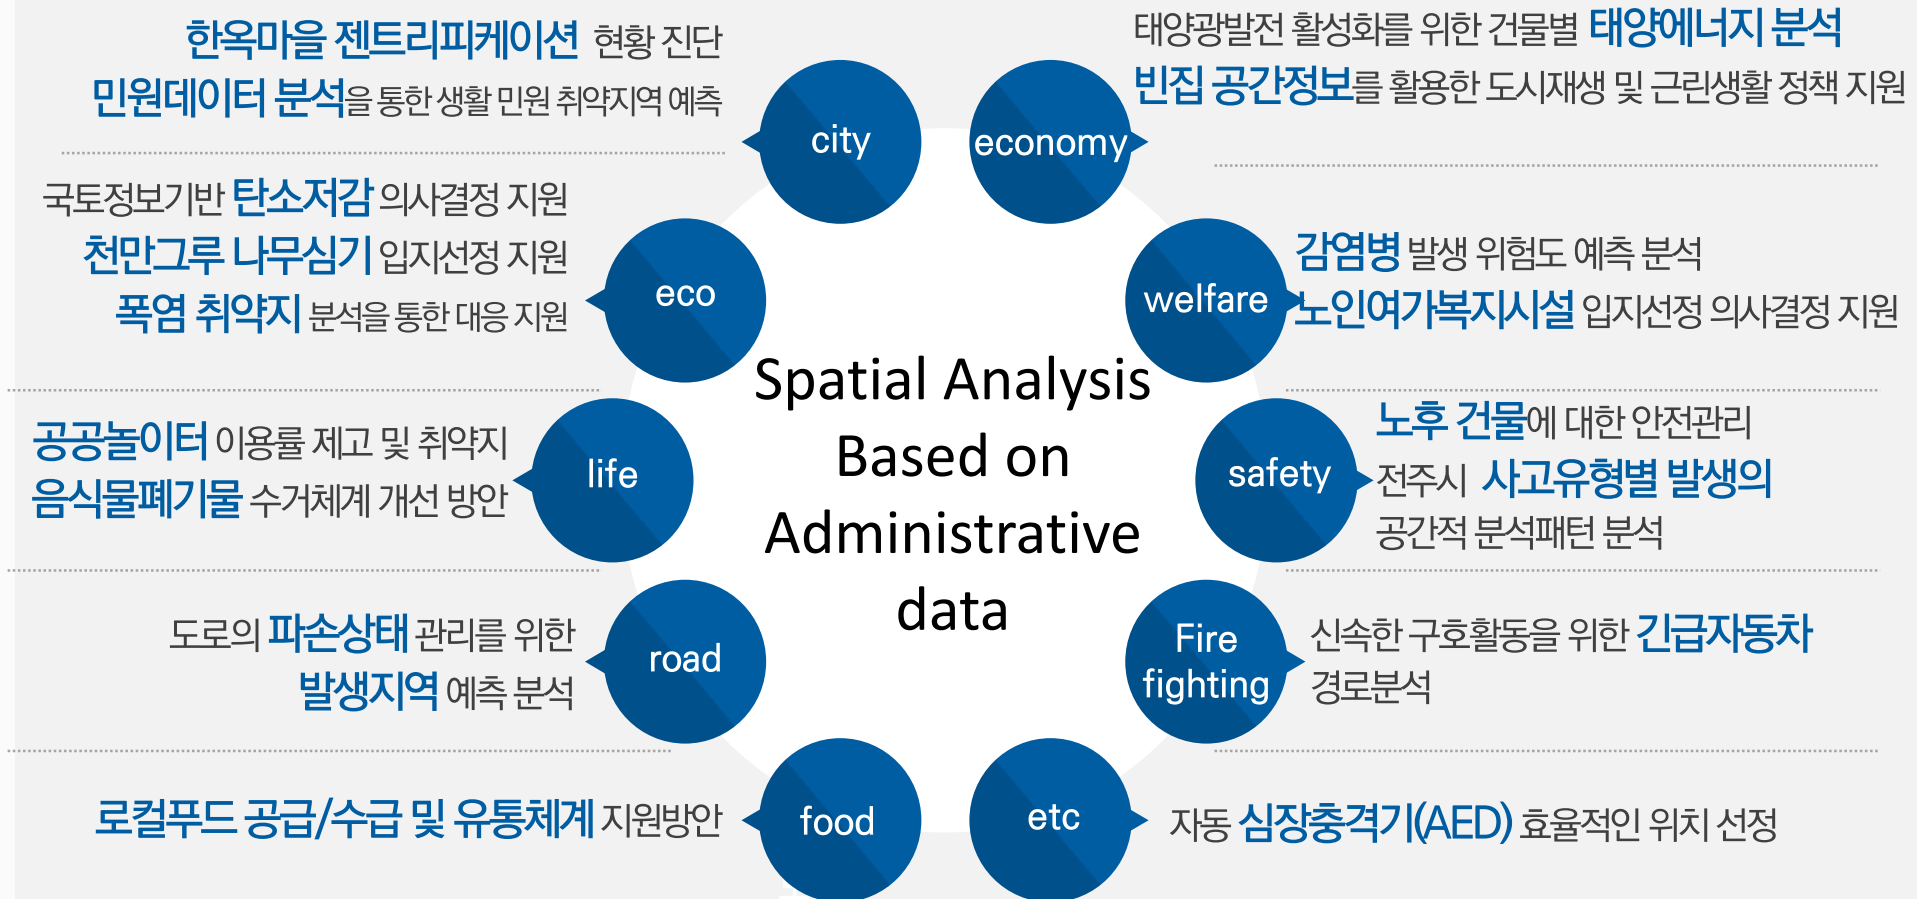 한옥마을 젠트리피케이션 현황 진단
민원데이터 분석을 통한 생활 민원 취약지역 예측
city
economy
태양광발전 활성화를 위한 건물별 태양에너지 분석
빈집 공간정보를 활용한 도시재생 및 근린생활 정책 지원
국토정보기반 탄소저감 의사결정 지원
천만그루 나무심기 입지선정 지원
폭염 취약지 분석을 통한 대응 지원
eco
welfare
감염병 발생 위험도 예측 분석
노인여가복지시설 입지선정 의사결정 지원
Spatial Analysis
Based on
Administrative
data
공공놀이터 이용률 제고 및 취약지
음식물폐기물 수거체계 개선 방안
life
safety
노후 건물에 대한 안전관리
전주시 사고유형별 발생의
공간적 분석패턴 분석
도로의 파손상태 관리를 위한
발생지역 예측 분석
road
Fire
fighting
신속한 구호활동을 위한 긴급자동차
경로분석
로컬푸드 공급/수급 및 유통체계 지원방안
food
etc
자동 심장충격기(AED) 효율적인 위치 선정